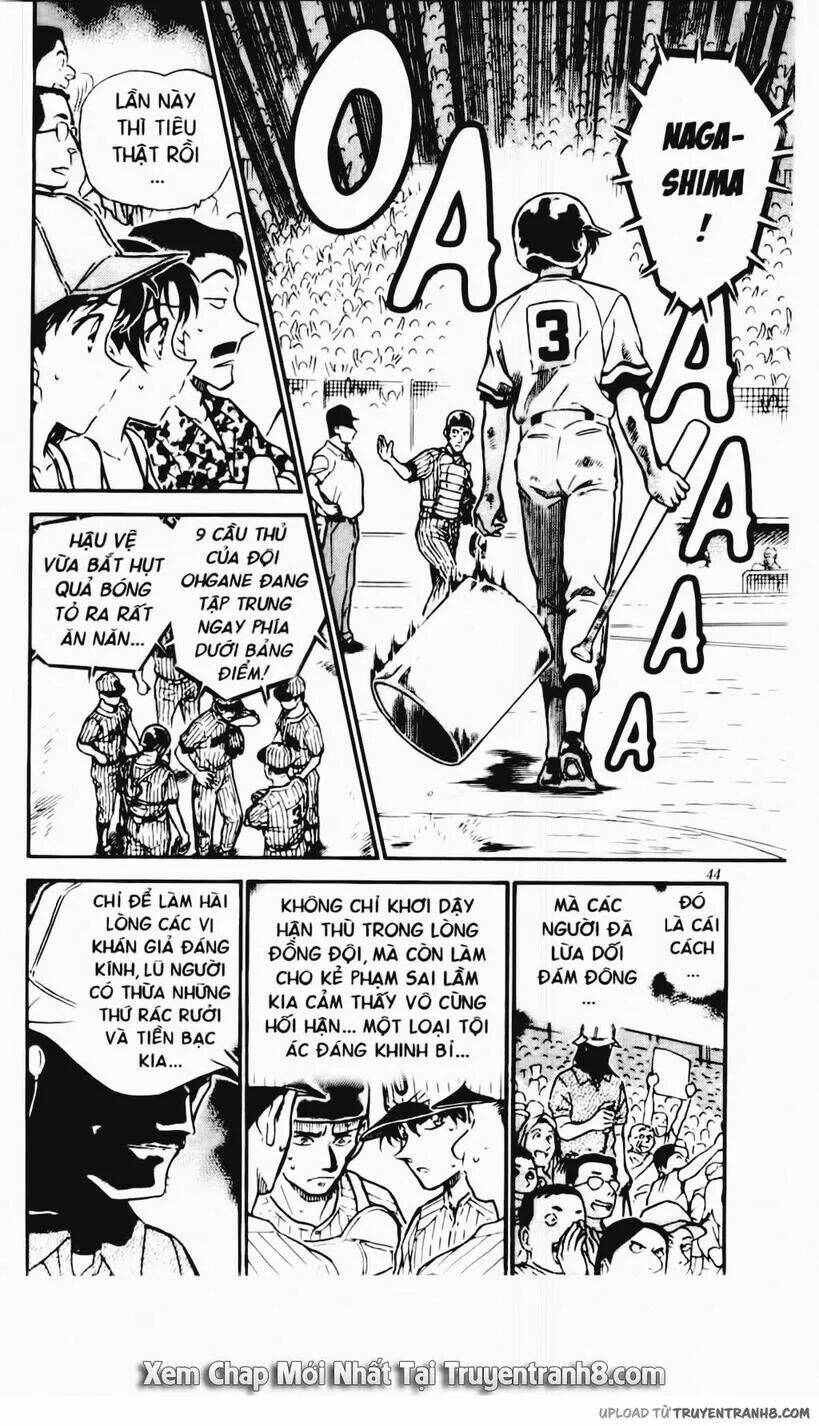 NAGA-
SHIMA
!
O
A
A
A
A
A
A
3
LẦN NÀY
THÌ TIÊU
THẬT RỒI
...
9 CẦU THỦ
CỦA ĐỘI
OHGANE ĐANG
TẬP TRUNG
NGAY PHÍA
DƯỚI BẢNG
ĐIỂM!
HẬU VỆ
VỪA BẮT HỤT
QUẢ BÓNG
TỎ RA RẤT
ĂN NĂN...
3
44
ĐÓ
LÀ CÁI
CÁCH
...
MÀ CÁC
NGƯỜI ĐÃ
LỪA DỐI
ĐÁM ĐÔNG
...
KHÔNG CHỈ KHƠI DẬY
HẬN THÙ TRONG LÒNG
ĐỒNG ĐỘI, MÀ CÒN LÀM
CHO KẺ PHẠM SAI LẦM
KIA CẢM THẤY VÔ CÙNG
HỐI HẬN... MỘT LOẠI TỘI
ÁC ĐÁNG KHINH BỈ...
CHỈ ĐỂ LÀM HÀI
LÒNG CÁC VỊ
KHÁN GIẢ ĐÁNG
KÍNH, LŨ NGƯỜI
CÓ THỪA NHỮNG
THỨ RÁC RƯỞI
VÀ TIỀN BẠC
KIA...
Xem Chap Mới Nhất Tại Truyentranh8.com
UPLOAD TỪ TRUYENTRANH8.COM